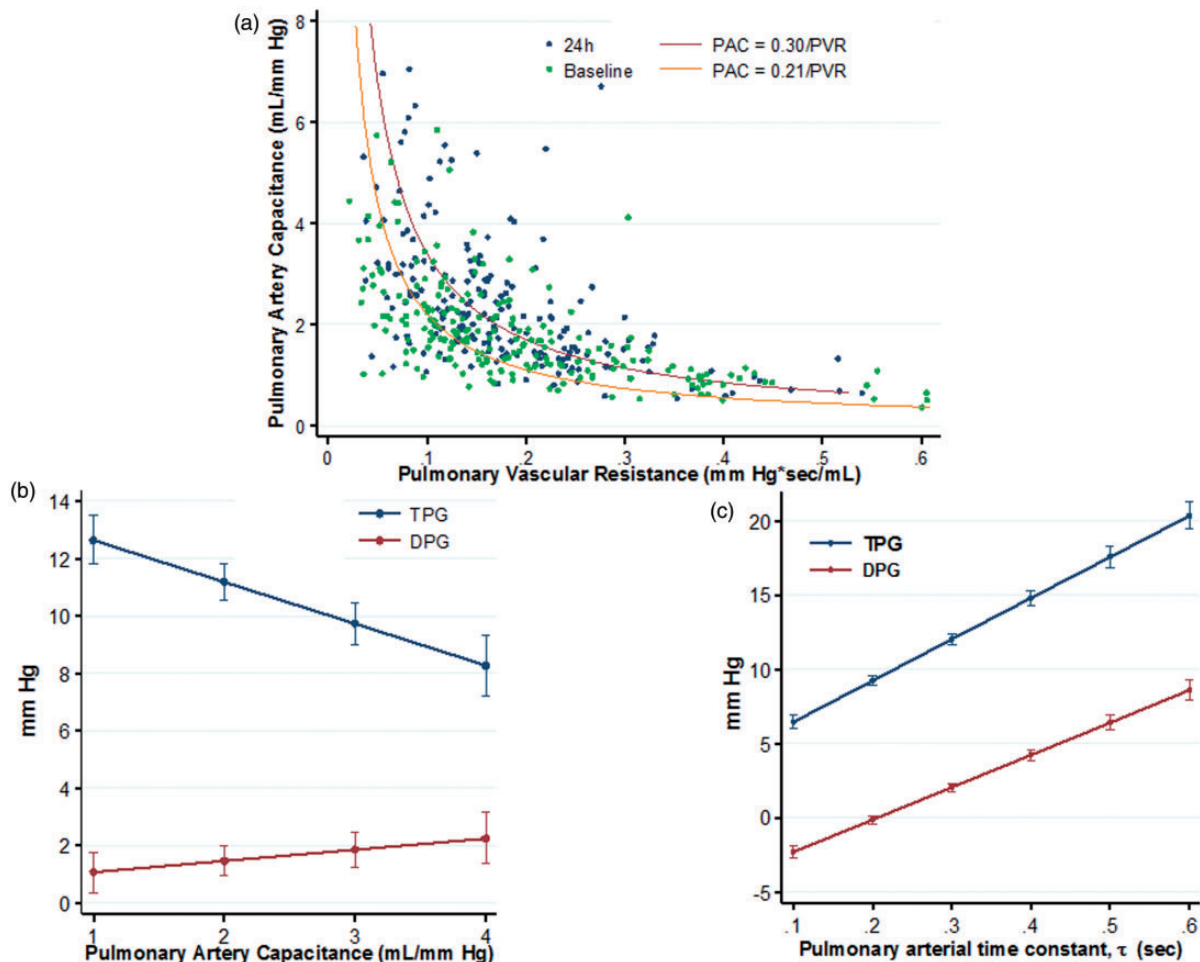 (a)
Pulmonary Artery Capacitance (mL/mm Hg)
8
6
4
2
0
24h
PAC = 0.30/PVR
Baseline
PAC = 0.21/PVR
0 .1 .2 .3 .4 .5 .6
Pulmonary Vascular Resistance (mm Hg*sec/mL)
(b)
mm Hg
14
12
10
8
6
4
2
0
TPG
DPG
1 2 3 4
Pulmonary Artery Capacitance (mL/mm Hg)
(c)
mm Hg
20
15
10
5
0
-5
TPG
DPG
.1 .2 .3 .4 .5 .6
Pulmonary arterial time constant, τ (sec)